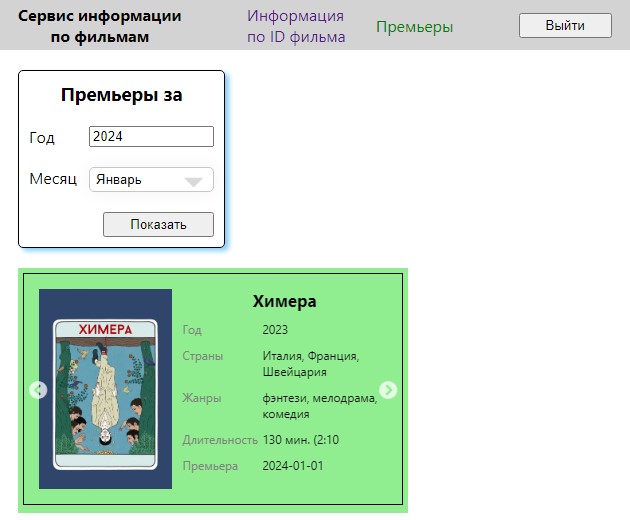 Сервис информации
по фильмам
Информация
по ID фильма
Премьеры
Выйти
Премьеры за
Год
2024
Месяц
Январь
Показать
ХИМЕРА
Химера
Год
2023
Страны
Италия, Франция,
Швейцария
Жанры
фэнтези, мелодрама,
комедия
Длительность
130 мин. (2:10
Премьера
2024-01-01